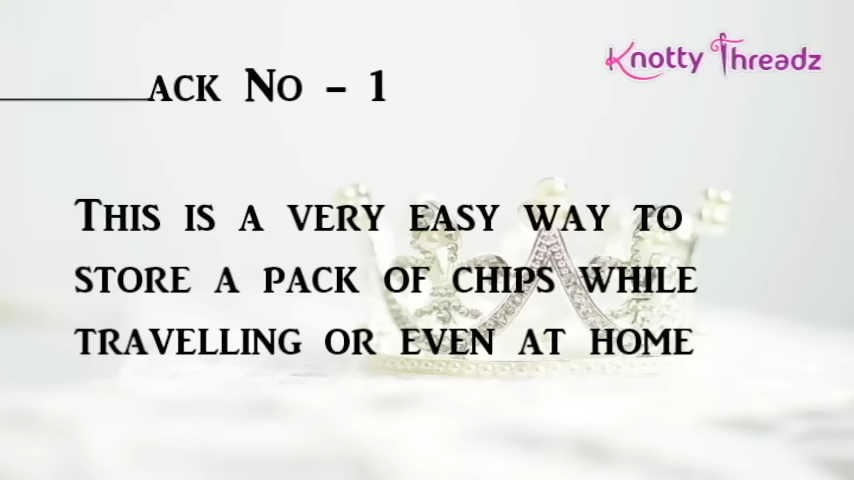 Knotty Threadz
ack No - 1
This is a very easy way to
store a pack of chips while
travelling or even at home